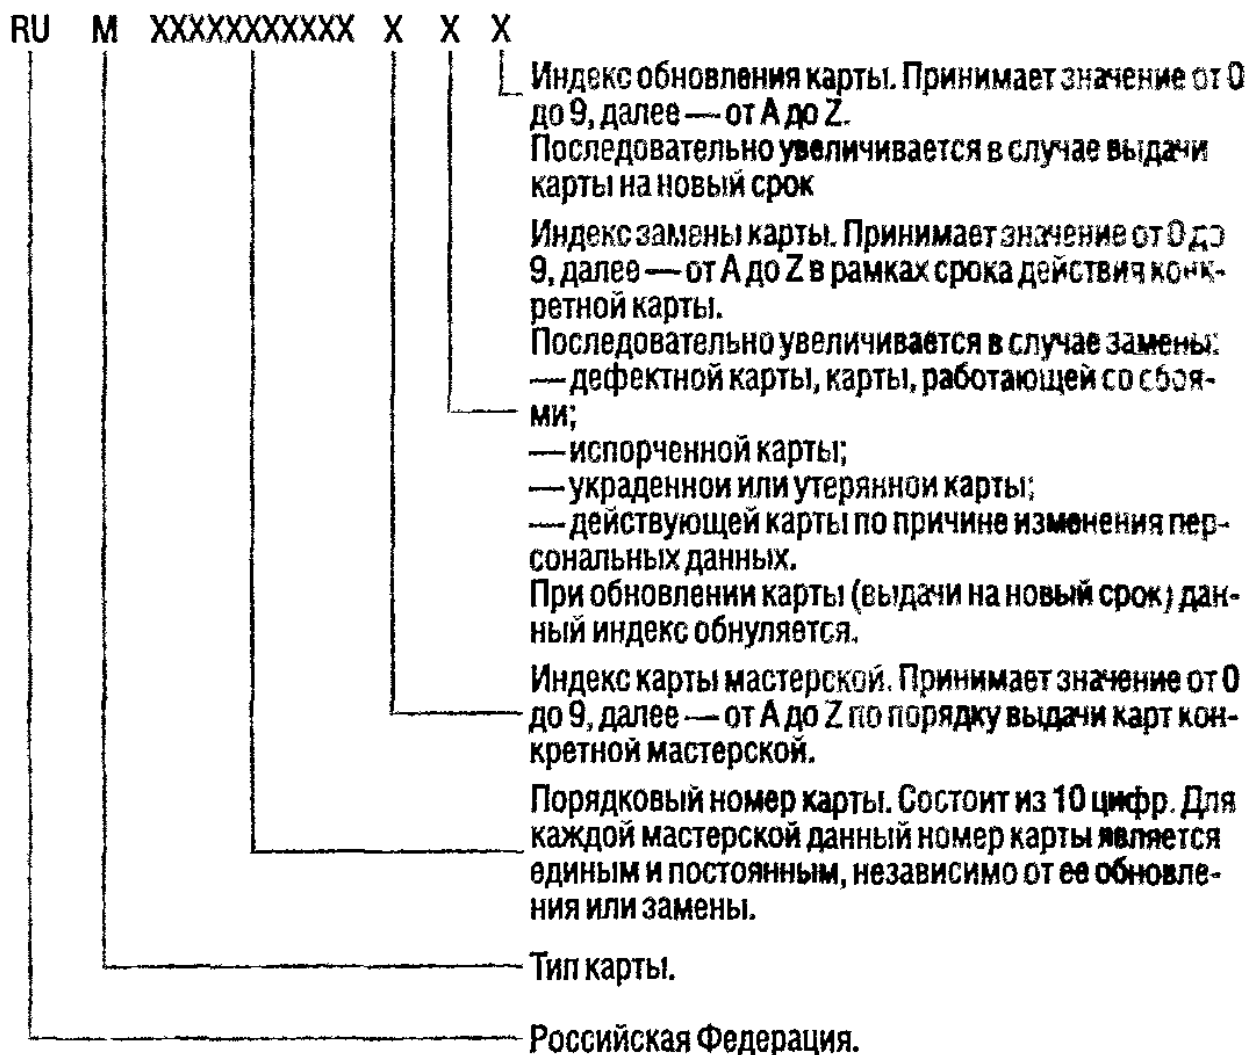 RU M XXXXXXXXXXX X X X
Индекс обновления карты. Принимает значение от 0
до 9, далее — от A до Z.
Последовательно увеличивается в случае выдачи
карты на новый срок
Индекс замены карты. Принимает значение от 0 до
9, далее — от A до Z в рамках срока действия конк-
ретной карты.
Последовательно увеличивается в случае замены:
— дефектной карты, карты, работающей со сбоя-
ми;
— испорченной карты;
— украденной или утерянной карты;
— действующей карты по причине изменения пер-
сональных данных.
При обновлении карты (выдачи на новый срок) дан-
ный индекс обнуляется.
Индекс карты мастерской. Принимает значение от 0
до 9, далее — от A до Z по порядку выдачи карт кон-
кретной мастерской.
Порядковый номер карты. Состоит из 10 цифр. Для
каждой мастерской данный номер карты является
единым и постоянным, независимо от ее обновле-
ния или замены.
Тип карты.
Российская Федерация.